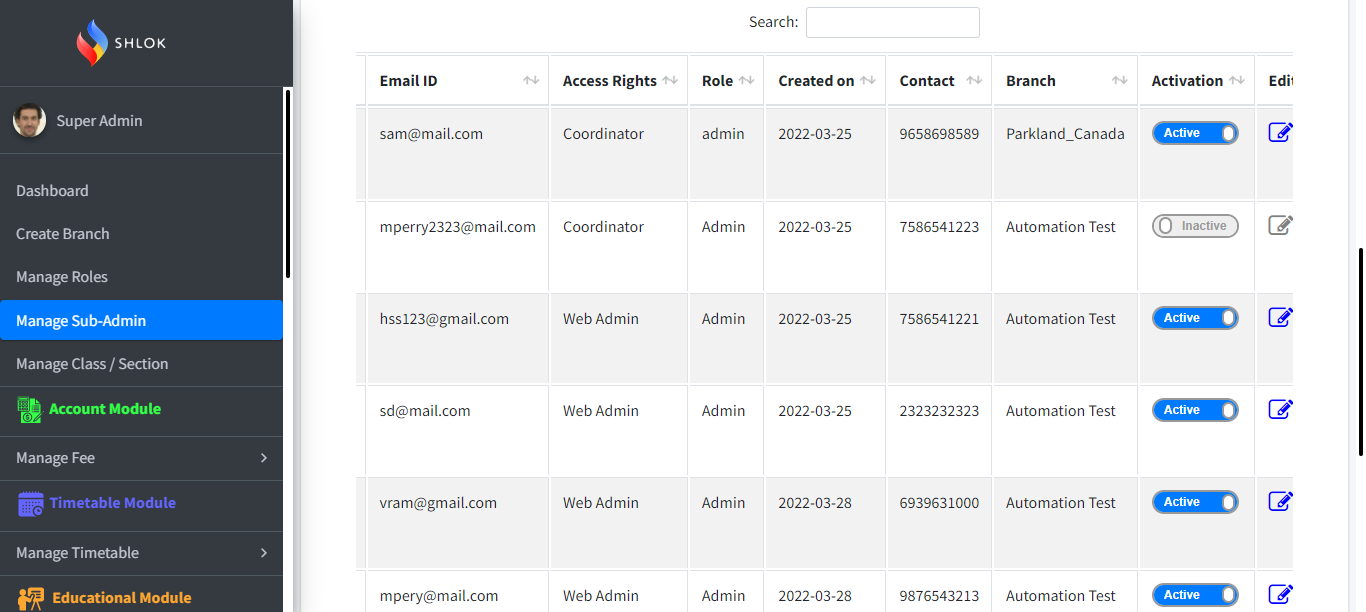 SHLOK
Super Admin
Dashboard
Create Branch
Manage Roles
Manage Sub-Admin
Manage Class / Section
Account Module
Manage Fee
Timetable Module
Manage Timetable
Educational Module
Search:
Email ID Access Rights Role Created on Contact Branch Activation Edit
sam@mail.com Coordinator admin 2022-03-25 9658698589 Parkland_Canada Active
mperry2323@mail.com Coordinator Admin 2022-03-25 7586541223 Automation Test Inactive
hss123@gmail.com Web Admin Admin 2022-03-25 7586541221 Automation Test Active
sd@mail.com Web Admin Admin 2022-03-25 2323232323 Automation Test Active
vram@gmail.com Web Admin Admin 2022-03-28 6939631000 Automation Test Active
mpery@mail.com Web Admin Admin 2022-03-28 9876543213 Automation Test Active